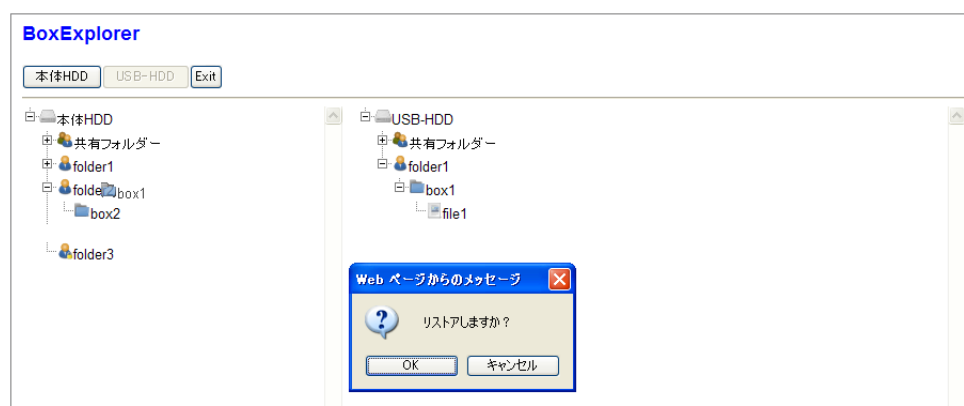 BoxExplorer
本体HDD USB-HDD Exit
本体HDD
共有フォルダー
folder1
folde box1
box2
folder3
USB-HDD
共有フォルダー
folder1
box1
file1
Web ページからのメッセージ
リストアしますか？
OK キャンセル